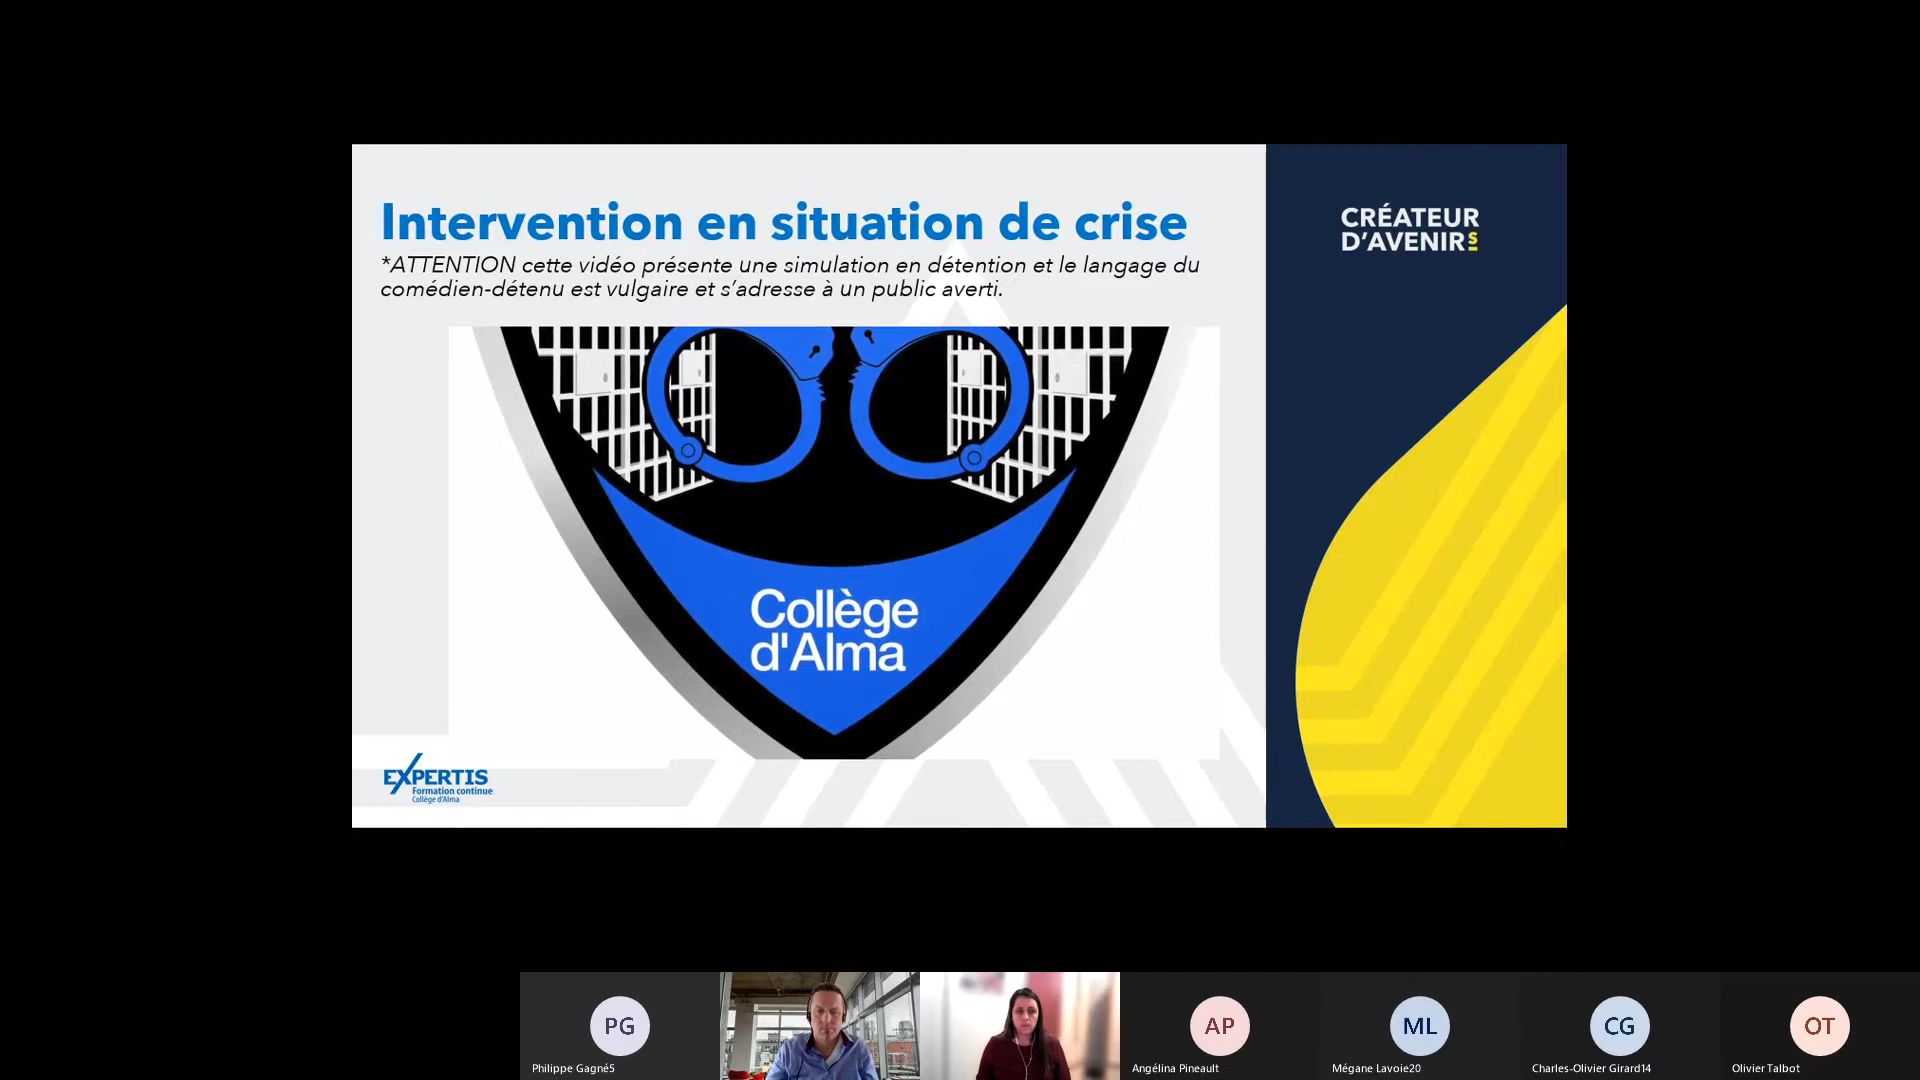 Intervention en situation de crise
*ATTENTION cette vidéo présente une simulation en détention et le langage du
comédien-détenu est vulgaire et s'adresse à un public averti.
CRÉATEUR
D'AVENIRS
Collège
d'Alma
EXPERTIS
Formation continue
Collège d'Alma
PG
Philippe Gagné5
AP
Angélina Pineault
ML
Mégane Lavoie20
CG
Charles-Olivier Girard14
OT
Olivier Talbot